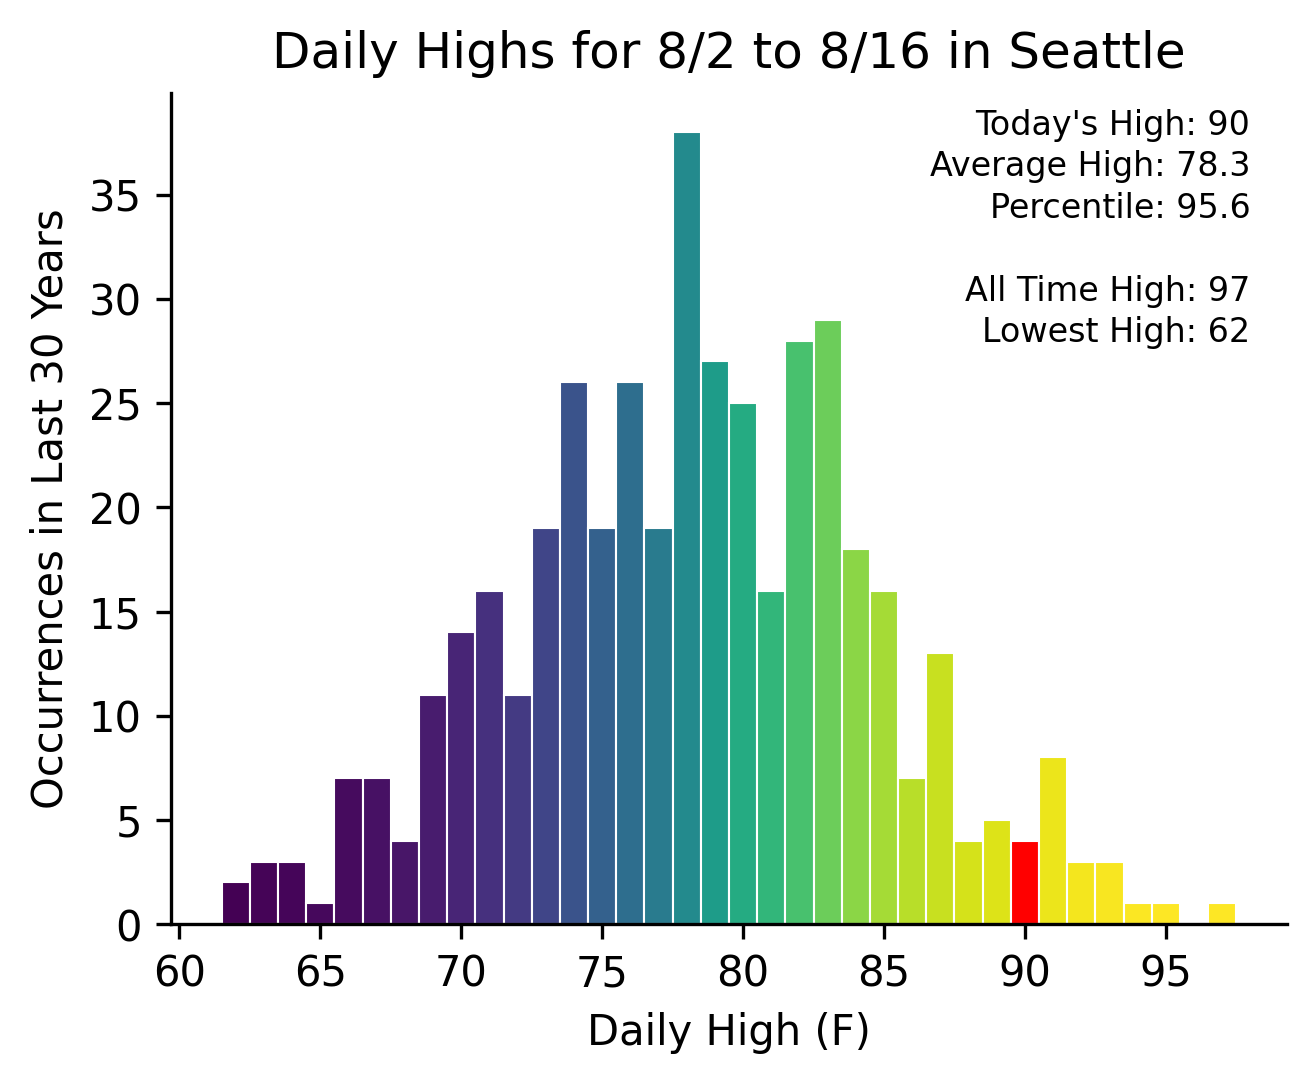 Daily Highs for 8/2 to 8/16 in Seattle
Today's High: 90
Average High: 78.3
Percentile: 95.6
All Time High: 97
Lowest High: 62
Occurrences in Last 30 Years
35
30
25
20
15
10
5
0
60 65 70 75 80 85 90 95
Daily High (F)